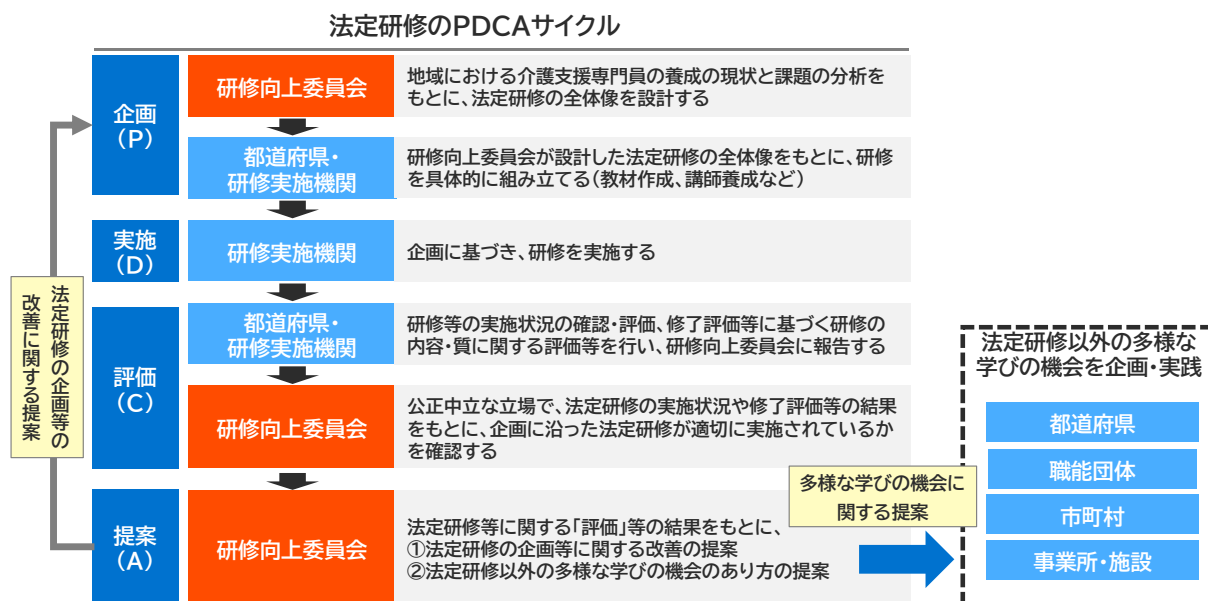 法定研修のPDCAサイクル
企画
（P）
研修向上委員会
地域における介護支援専門員の養成の現状と課題の分析を
もとに、法定研修の全体像を設計する
都道府県・
研修実施機関
研修向上委員会が設計した法定研修の全体像をもとに、研修
を具体的に組み立てる（教材作成、講師養成など）
実施
（D）
研修実施機関
企画に基づき、研修を実施する
評価
（C）
都道府県・
研修実施機関
研修等の実施状況の確認・評価、修了評価等に基づく研修の
内容・質に関する評価等を行い、研修向上委員会に報告する
研修向上委員会
公正中立な立場で、法定研修の実施状況や修了評価等の結果
をもとに、企画に沿った法定研修が適切に実施されているか
を確認する
提案
（A）
研修向上委員会
法定研修等に関する「評価」等の結果をもとに、
①法定研修の企画等に関する改善の提案
②法定研修以外の多様な学びの機会のあり方の提案
法定研修の企画等の
改善に関する提案
多様な学びの機会に
関する提案
法定研修以外の多様な
学びの機会を企画・実践
都道府県
職能団体
市町村
事業所・施設